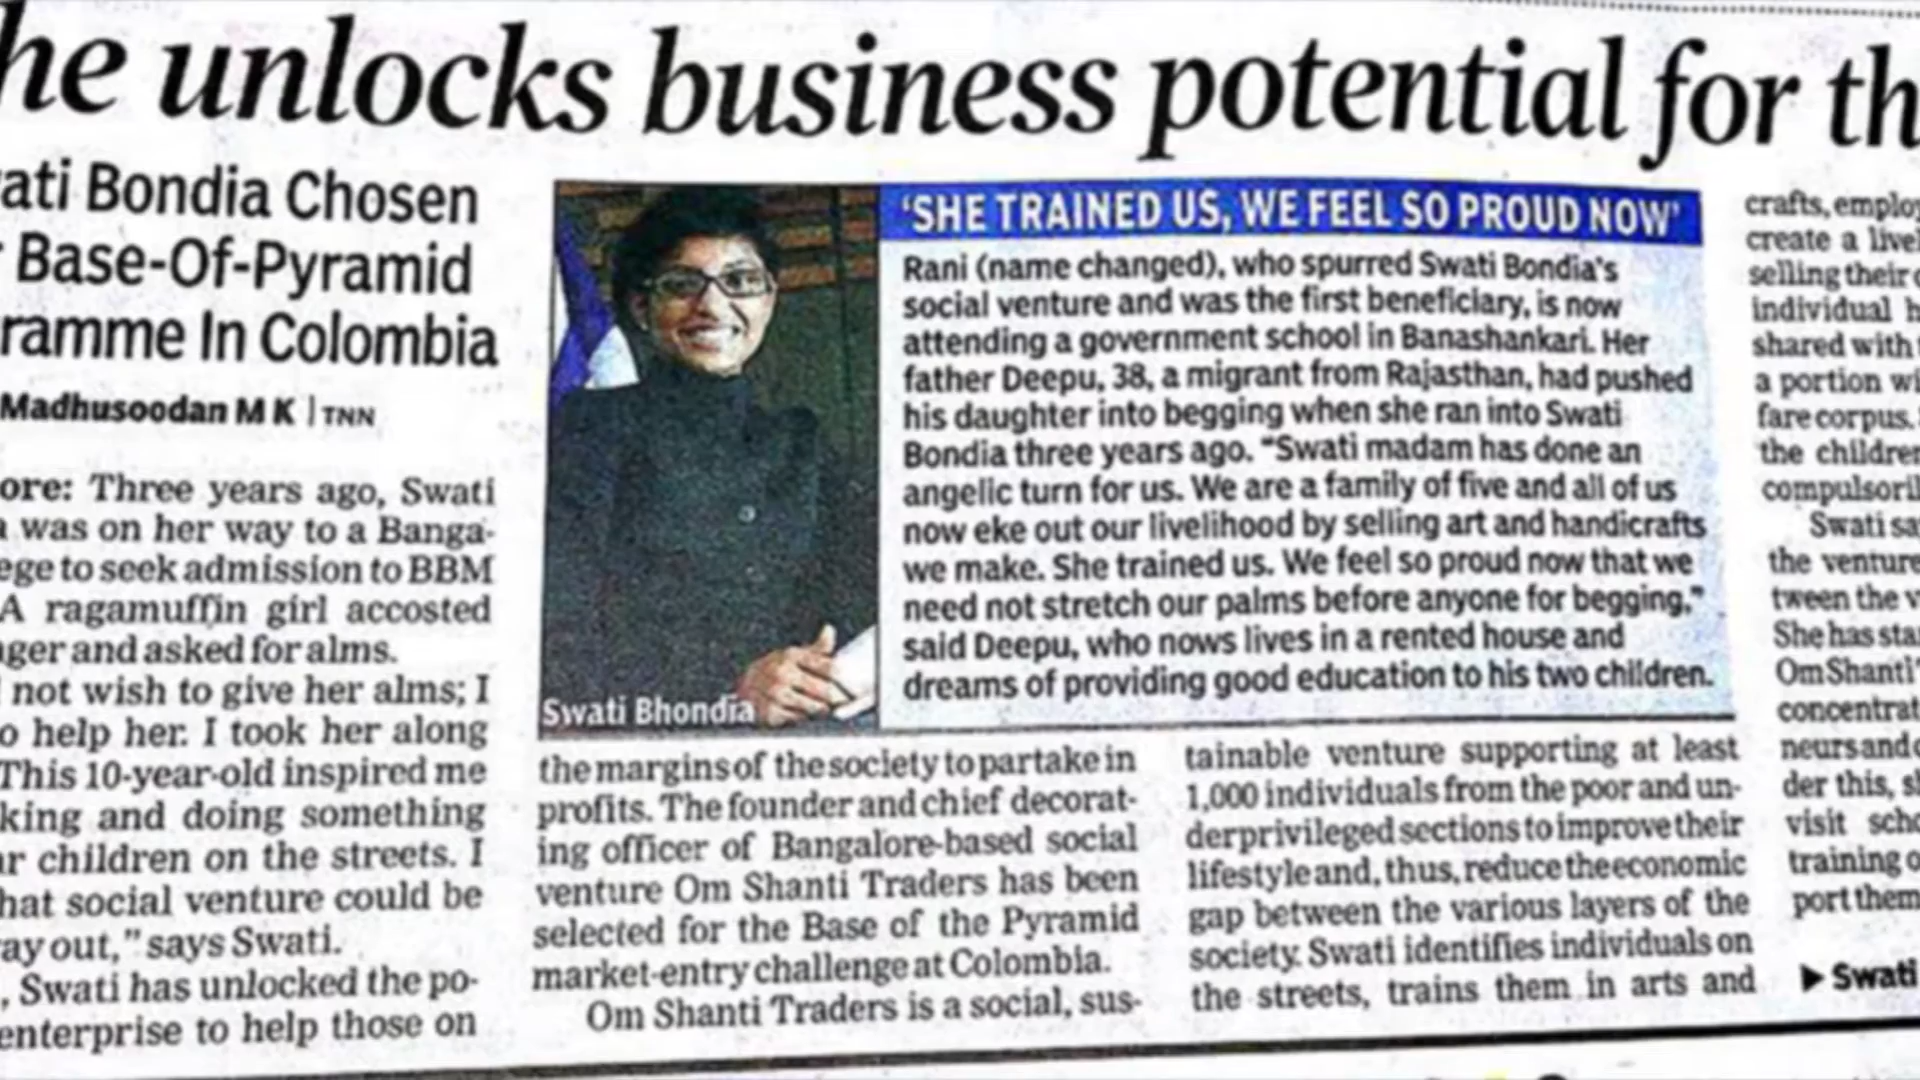 he unlocks business potential for th
ati Bondia Chosen
Base-Of-Pyramid
ramme In Colombia
Madhusoodan M K | TNN
ore: Three years ago, Swati
a was on her way to a Banga-
ege to seek admission to BBM
A ragamuffin girl accosted
ger and asked for alms.
not wish to give her alms; I
o help her. I took her along
This 10-year-old inspired me
king and doing something
r children on the streets. I
hat social venture could be
ay out," says Swati.
, Swati has unlocked the po-
enterprise to help those on
Swati Bhondia
'SHE TRAINED US, WE FEEL SO PROUD NOW'
Rani (name changed), who spurred Swati Bondia's
social venture and was the first beneficiary, is now
attending a government school in Banashankari. Her
father Deepu, 38, a migrant from Rajasthan, had pushed
his daughter into begging when she ran into Swati
Bondia three years ago. "Swati madam has done an
angelic turn for us. We are a family of five and all of us
now eke out our livelihood by selling art and handicrafts
we make. She trained us. We feel so proud now that we
need not stretch our palms before anyone for begging,"
said Deepu, who nows lives in a rented house and
dreams of providing good education to his two children.
the margins of the society to partake in
profits. The founder and chief decorat-
ing officer of Bangalore-based social
venture Om Shanti Traders has been
selected for the Base of the Pyramid
market-entry challenge at Colombia.
Om Shanti Traders is a social, sus-
tainable venture supporting at least
1,000 individuals from the poor and un-
derprivileged sections to improve their
lifestyle and, thus, reduce the economic
gap between the various layers of the
society. Swati identifies individuals on
the streets, trains them in arts and
crafts, employ
create a livel
selling their
individual h
shared with
a portion wi
fare corpus.
the children
compulsoril
Swati sa
the venture
tween the v
She has sta
Om Shanti
concentrat
neurs and
der this, s
visit scho
training o
port them
▶ Swati